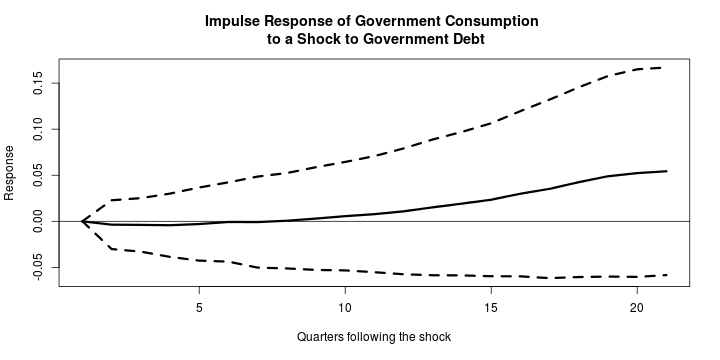 Impulse Response of Government Consumption
to a Shock to Government Debt
Response
0.15
0.10
0.05
0.00
-0.05
5 10 15 20
Quarters following the shock